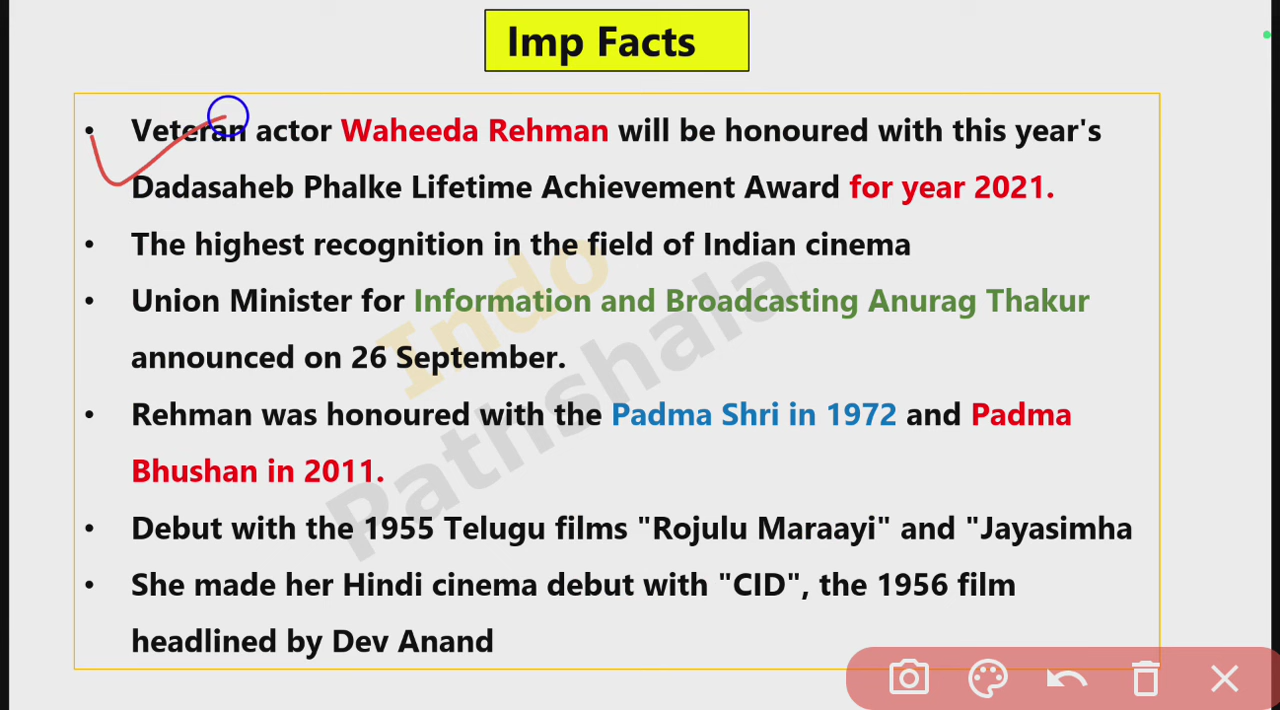 Imp Facts
• Veteran actor Waheeda Rehman will be honoured with this year's
Dadasaheb Phalke Lifetime Achievement Award for year 2021.
• The highest recognition in the field of Indian cinema
• Union Minister for Information and Broadcasting Anurag Thakur
announced on 26 September.
• Rehman was honoured with the Padma Shri in 1972 and Padma
Bhushan in 2011.
• Debut with the 1955 Telugu films "Rojulu Maraayi" and "Jayasimha
• She made her Hindi cinema debut with "CID", the 1956 film
headlined by Dev Anand
Indo
Pathshala